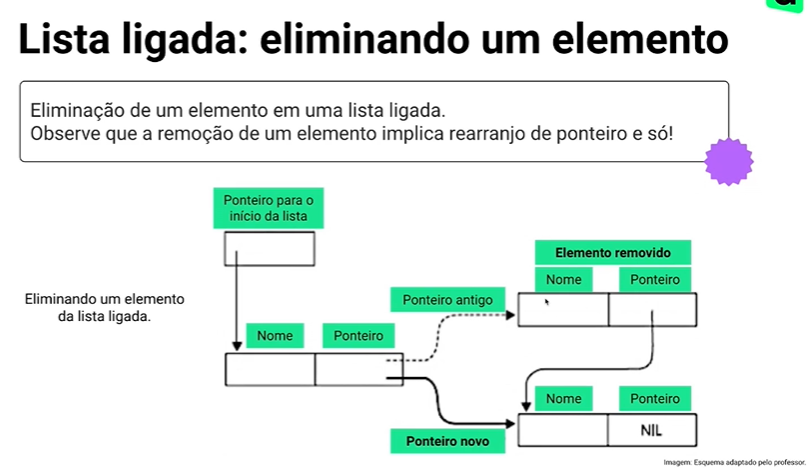 Lista ligada: eliminando um elemento
Eliminação de um elemento em uma lista ligada.
Observe que a remoção de um elemento implica rearranjo de ponteiro e só!
Ponteiro para o
início da lista
Elemento removido
Nome Ponteiro
Eliminando um elemento
da lista ligada.
Ponteiro antigo
Nome Ponteiro
Nome Ponteiro
NIL
Ponteiro novo
Imagem: Esquema adaptado pelo professor.